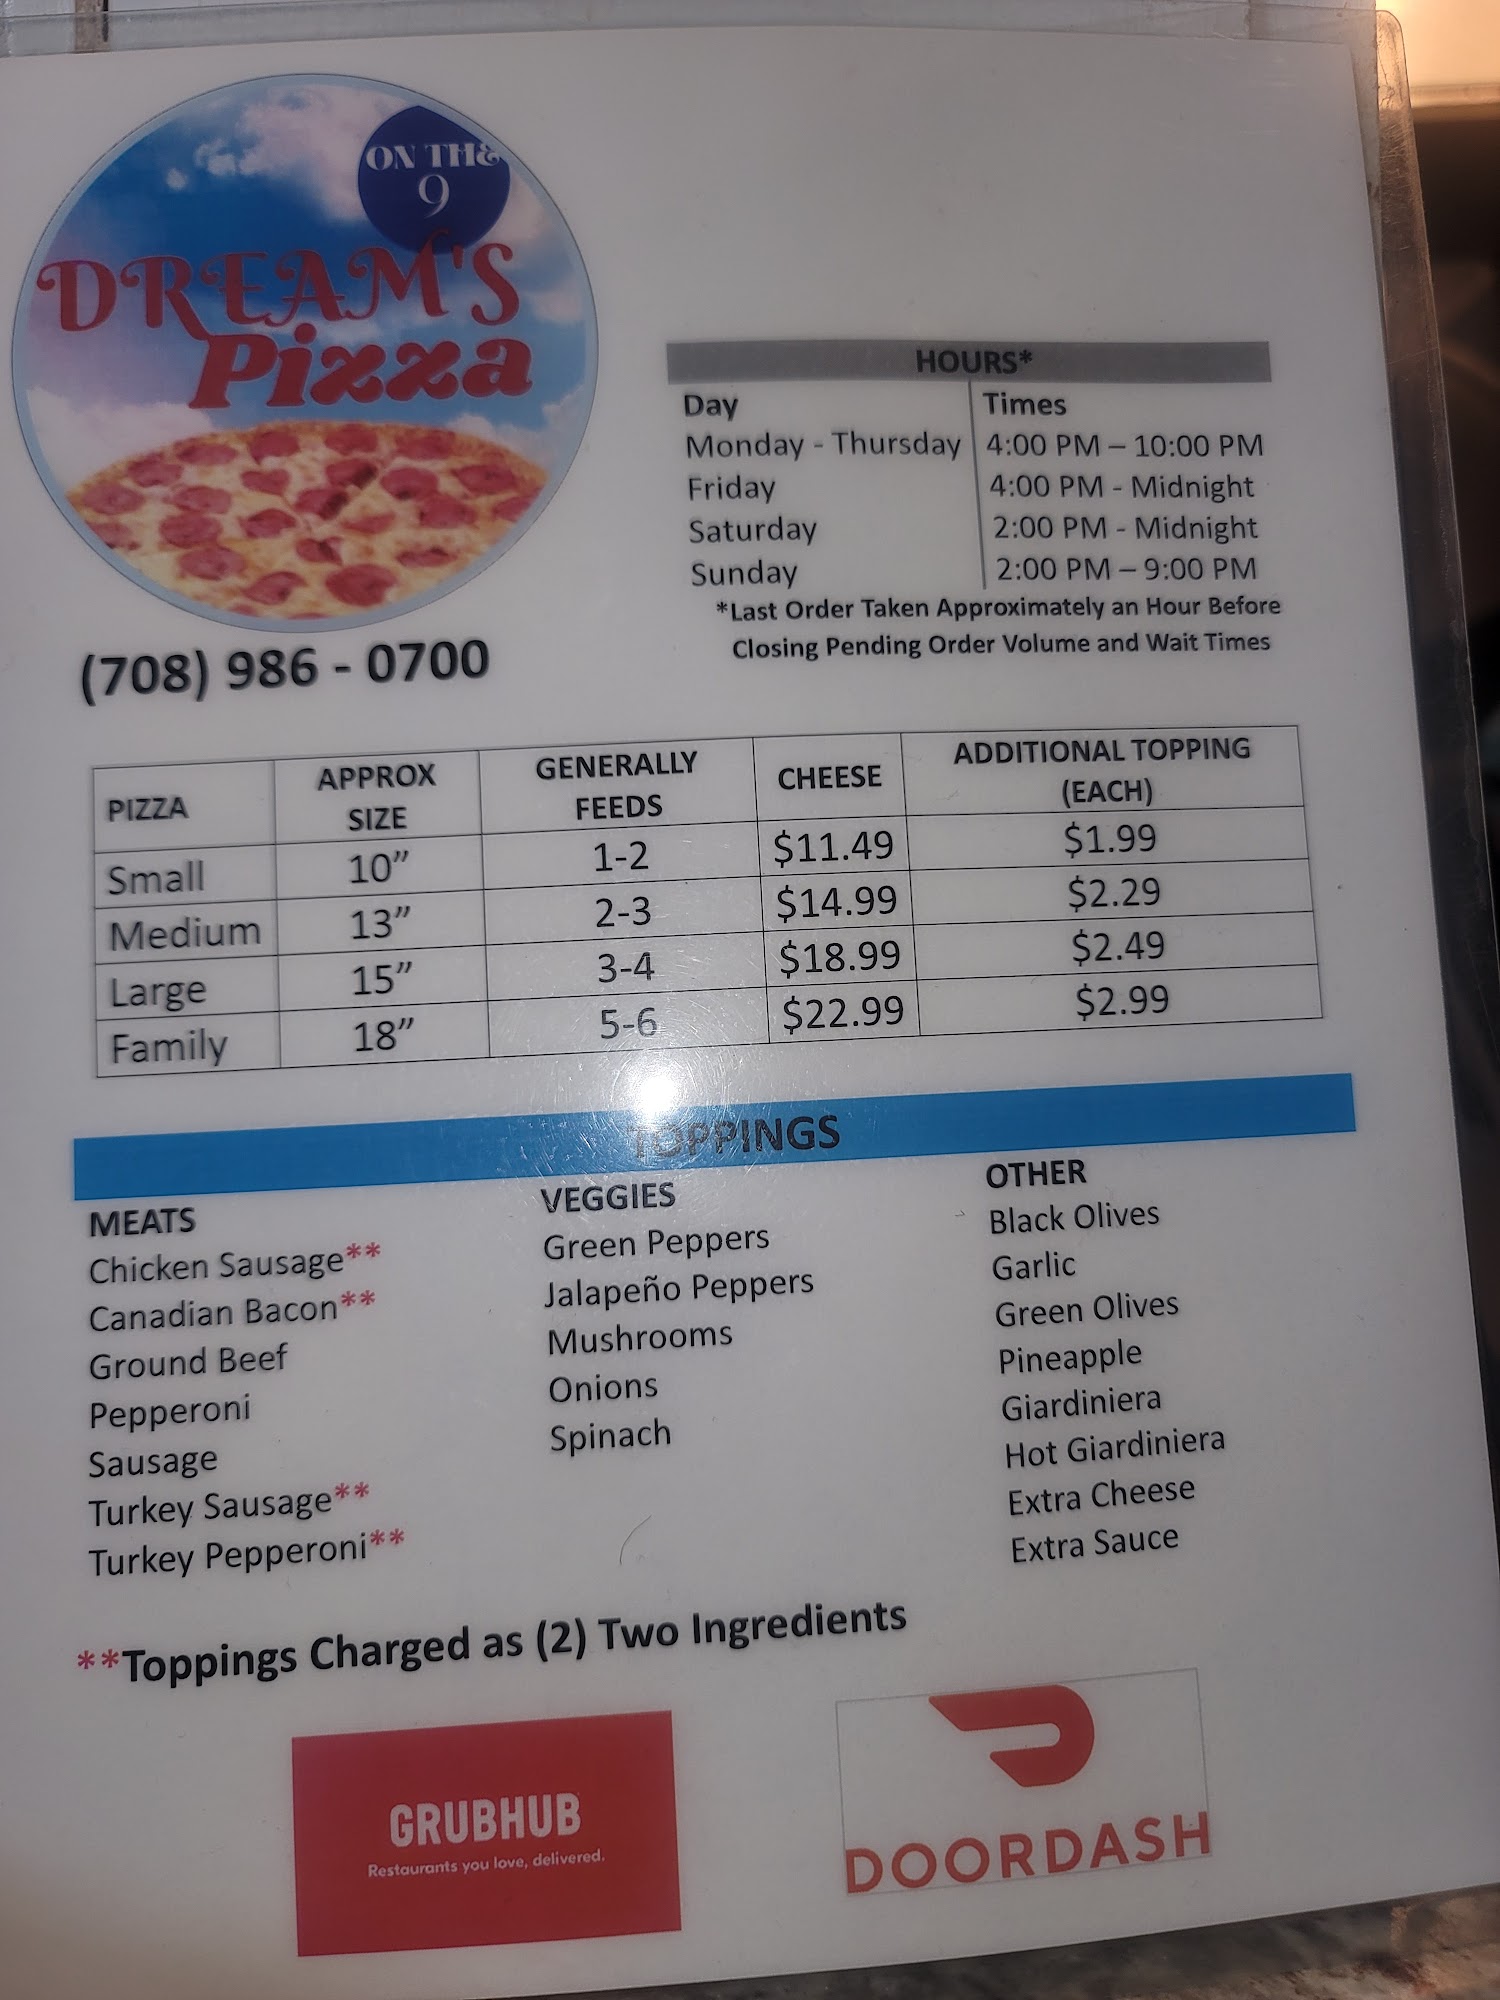 ON THE
9
DREAM'S
Pizza
(708) 986 - 0700
HOURS*
Day Times
Monday - Thursday 4:00 PM – 10:00 PM
Friday 4:00 PM - Midnight
Saturday 2:00 PM - Midnight
Sunday 2:00 PM – 9:00 PM
*Last Order Taken Approximately an Hour Before
Closing Pending Order Volume and Wait Times
PIZZA APPROX SIZE GENERALLY FEEDS CHEESE ADDITIONAL TOPPING (EACH)
Small 10” 1-2 $11.49 $1.99
Medium 13” 2-3 $14.99 $2.29
Large 15” 3-4 $18.99 $2.49
Family 18” 5-6 $22.99 $2.99
TOPPINGS
MEATS
Chicken Sausage**
Canadian Bacon**
Ground Beef
Pepperoni
Sausage
Turkey Sausage**
Turkey Pepperoni**
VEGGIES
Green Peppers
Jalapeño Peppers
Mushrooms
Onions
Spinach
OTHER
Black Olives
Garlic
Green Olives
Pineapple
Giardiniera
Hot Giardiniera
Extra Cheese
Extra Sauce
**Toppings Charged as (2) Two Ingredients
GRUBHUB
Restaurants you love, delivered.
DOORDASH